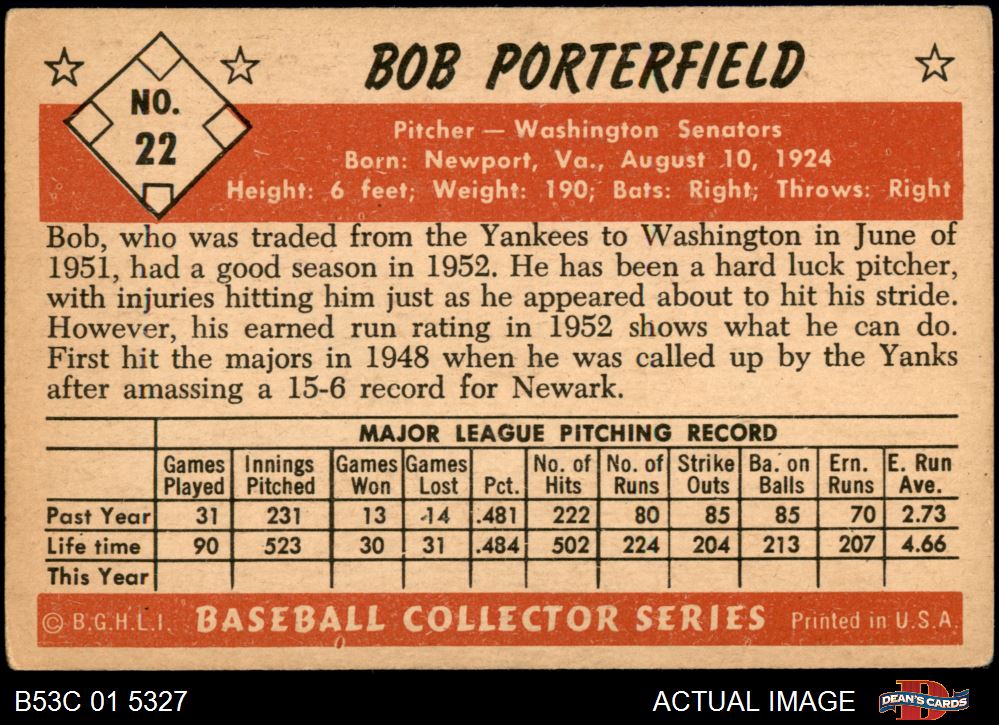 BOB PORTERFIELD
NO.
22
Pitcher — Washington Senators
Born: Newport, Va., August 10, 1924
Height: 6 feet; Weight: 190; Bats: Right; Throws: Right
Bob, who was traded from the Yankees to Washington in June of
1951, had a good season in 1952. He has been a hard luck pitcher,
with injuries hitting him just as he appeared about to hit his stride.
However, his earned run rating in 1952 shows what he can do.
First hit the majors in 1948 when he was called up by the Yanks
after amassing a 15-6 record for Newark.
MAJOR LEAGUE PITCHING RECORD
Games Played Innings Pitched Games Won Games Lost Pct. No. of Hits No. of Runs Strike Outs Ba. on Balls Ern. Runs E. Run Ave.
Past Year 31 231 13 14 .481 222 80 85 85 70 2.73
Life time 90 523 30 31 .484 502 224 204 213 207 4.66
This Year
© B.G.H.L.I. BASEBALL COLLECTOR SERIES Printed in U.S.A.
B53C 01 5327 ACTUAL IMAGE DEAN'S CARDS